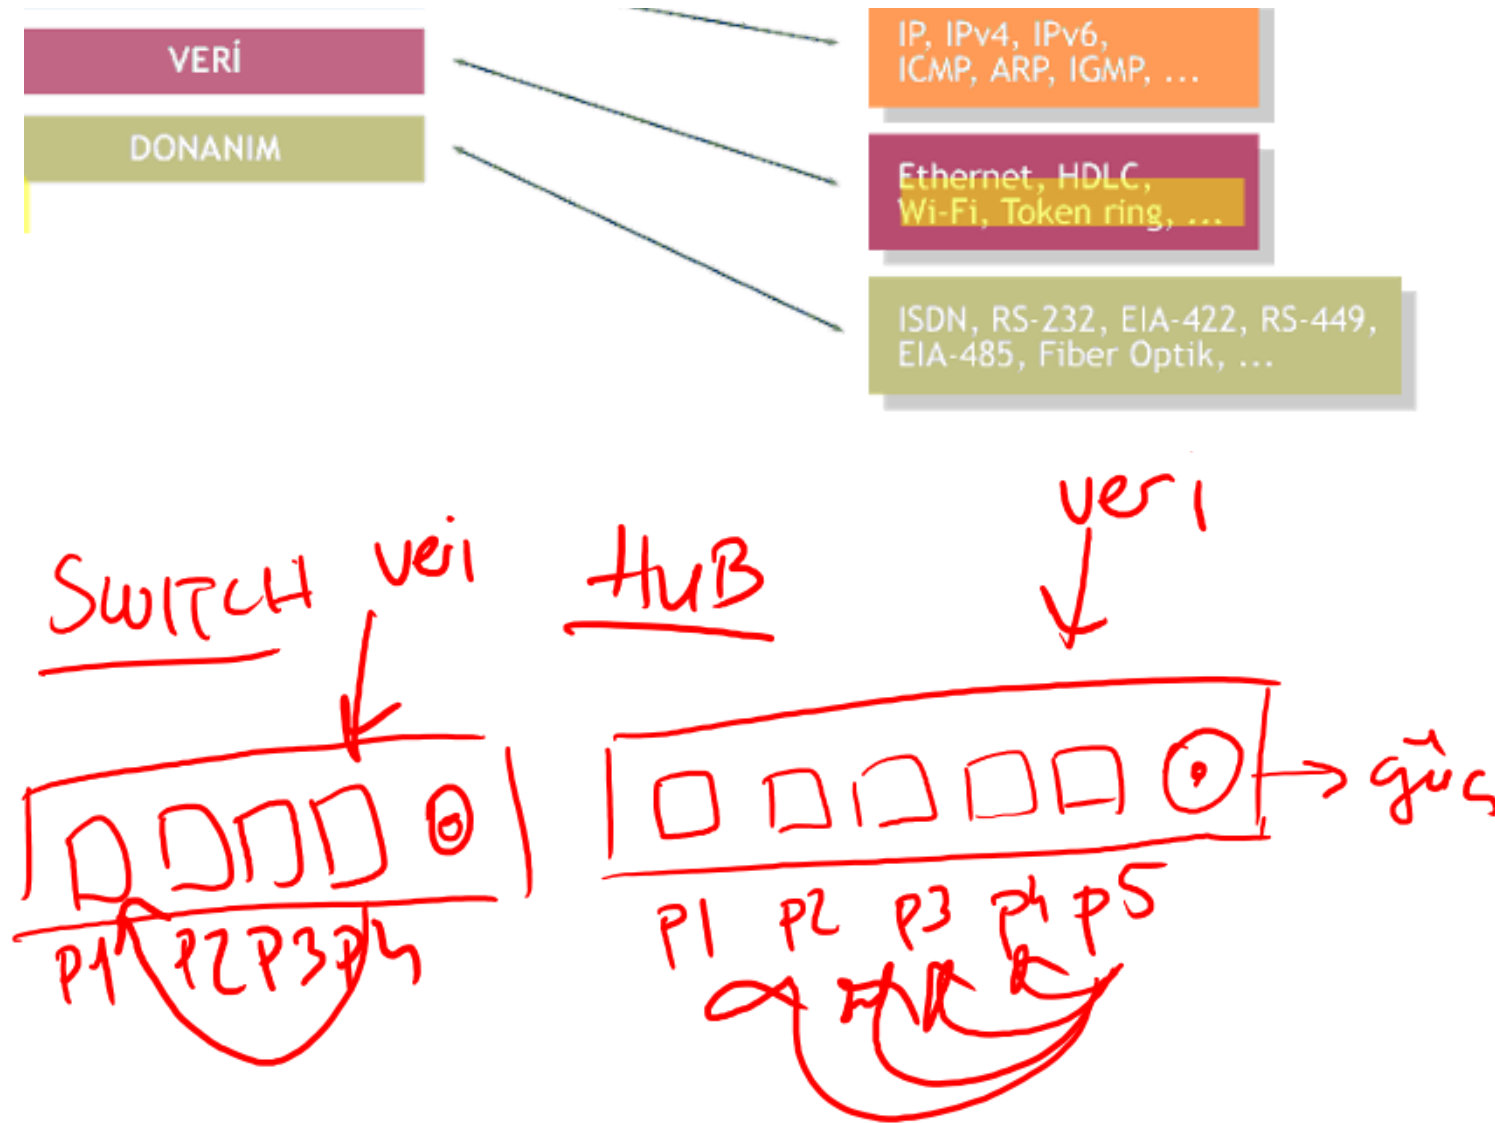 IP, IPv4, IPv6,
ICMP, ARP, IGMP, ...
VERİ
DONANIM
Ethernet, HDLC,
Wi-Fi, Token ring, ...
ISDN, RS-232, EIA-422, RS-449,
EIA-485, Fiber Optik, ...
SWITCH veri
HUB
veri
güç
P1 P2 P3 P4
P1 P2 P3 P4 P5